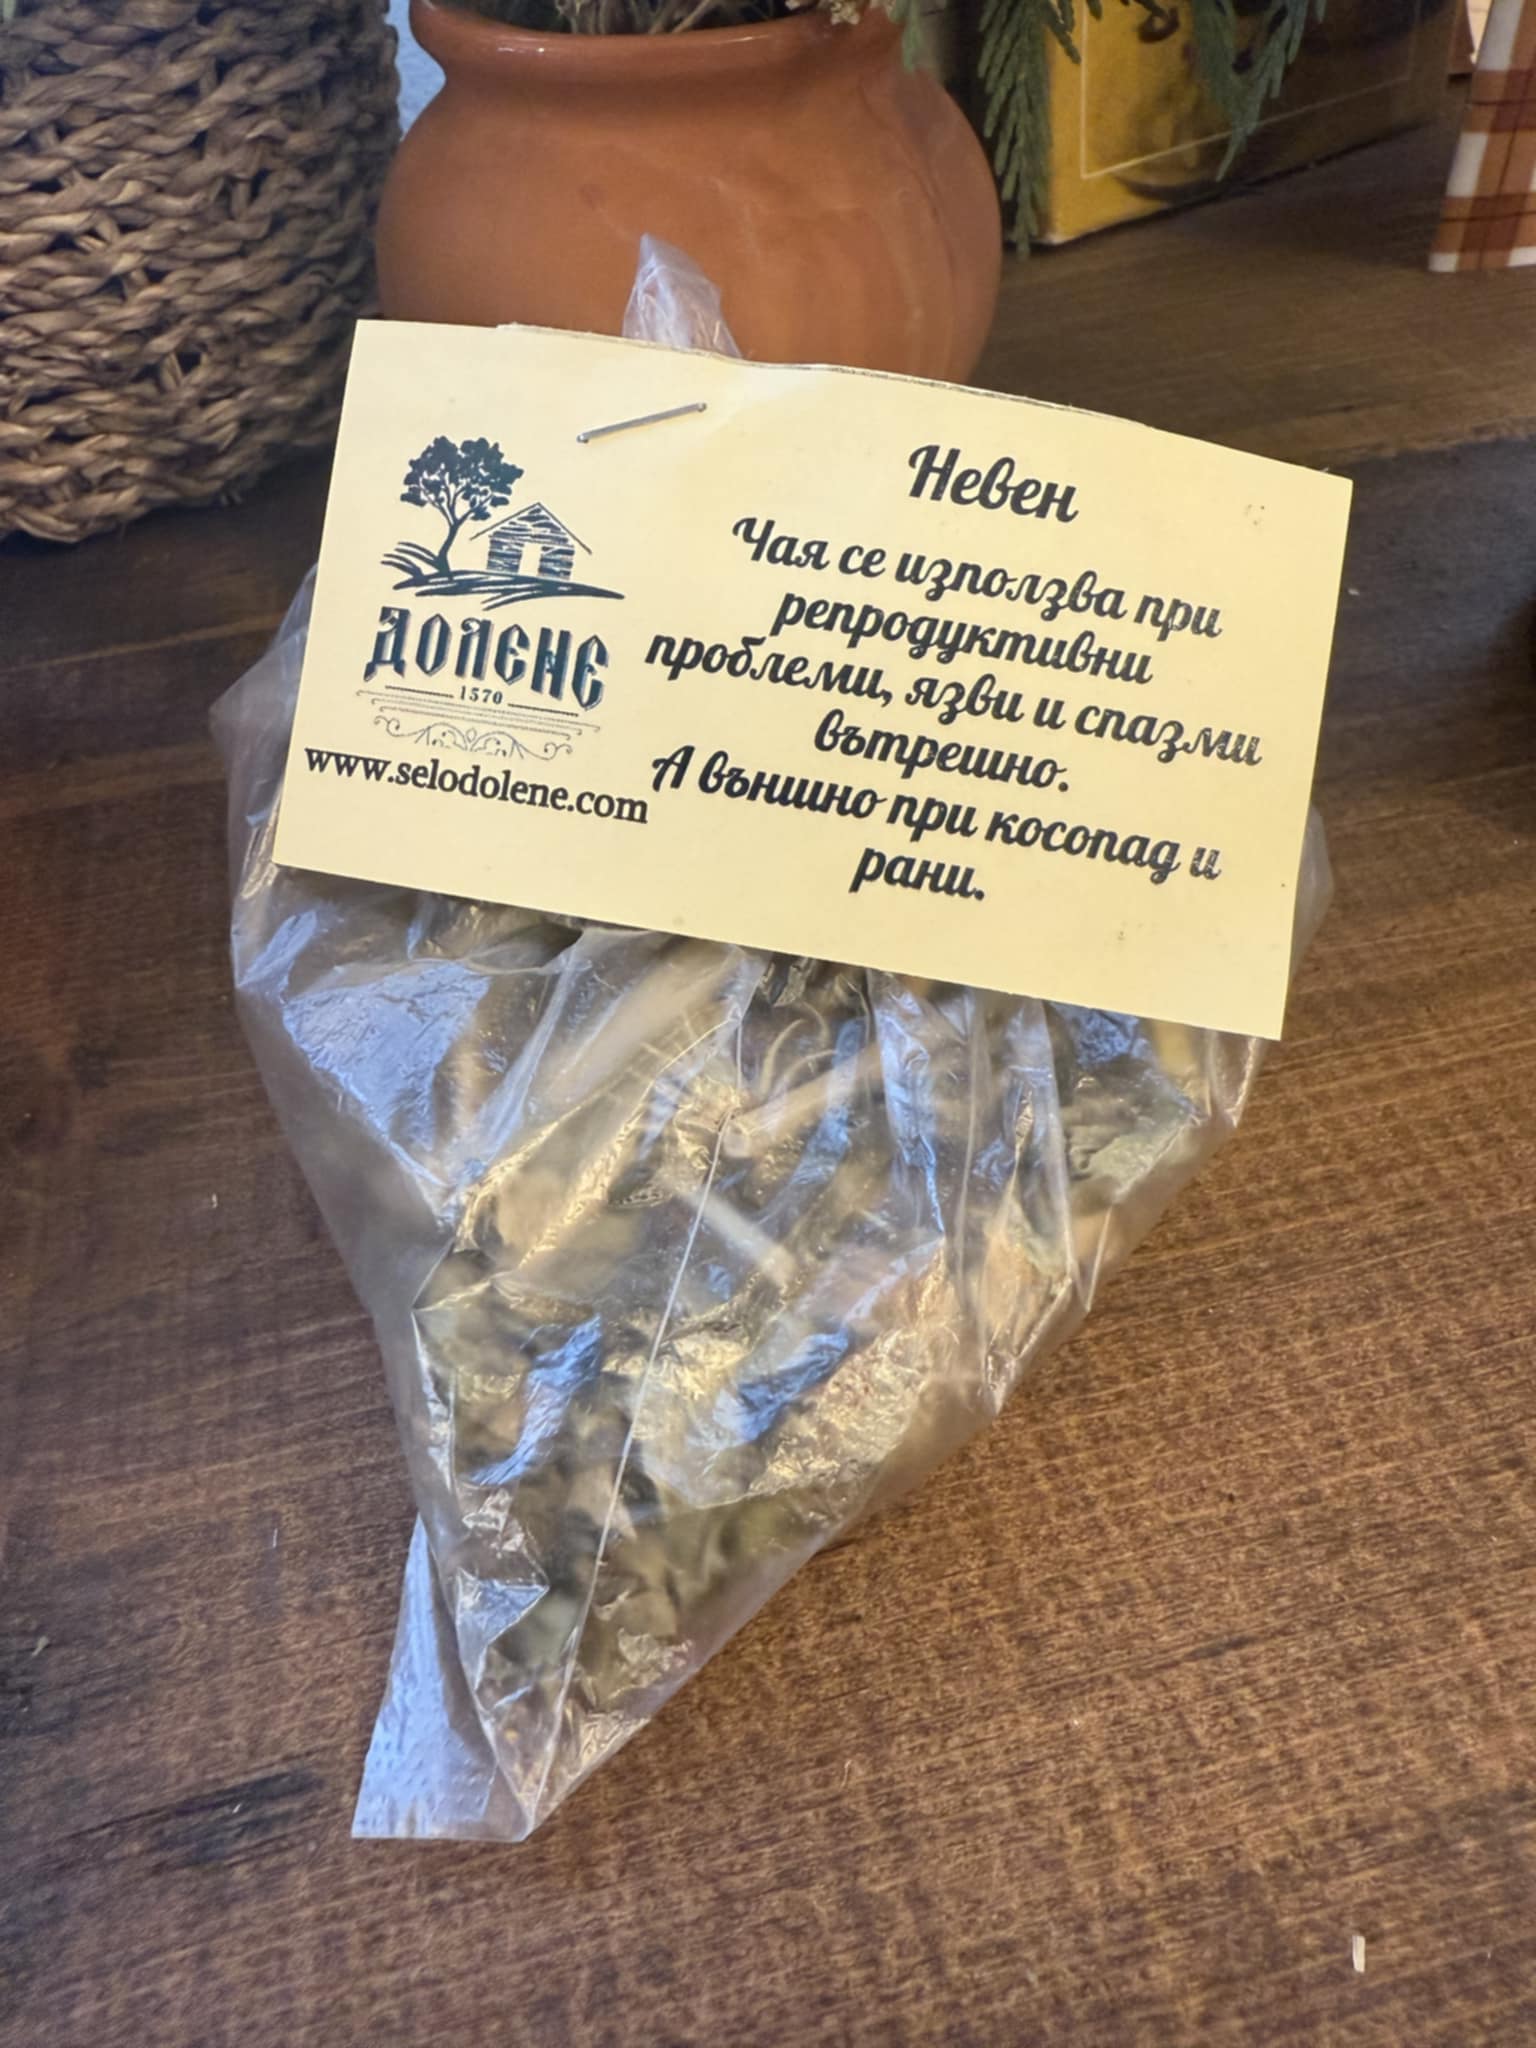 ДОЛЕНЕ
1570
www.selodolene.com
Невен
Чая се използва при
репродуктивни
проблеми, язви и спазми
вътрешно.
А външно при косопад и
рани.